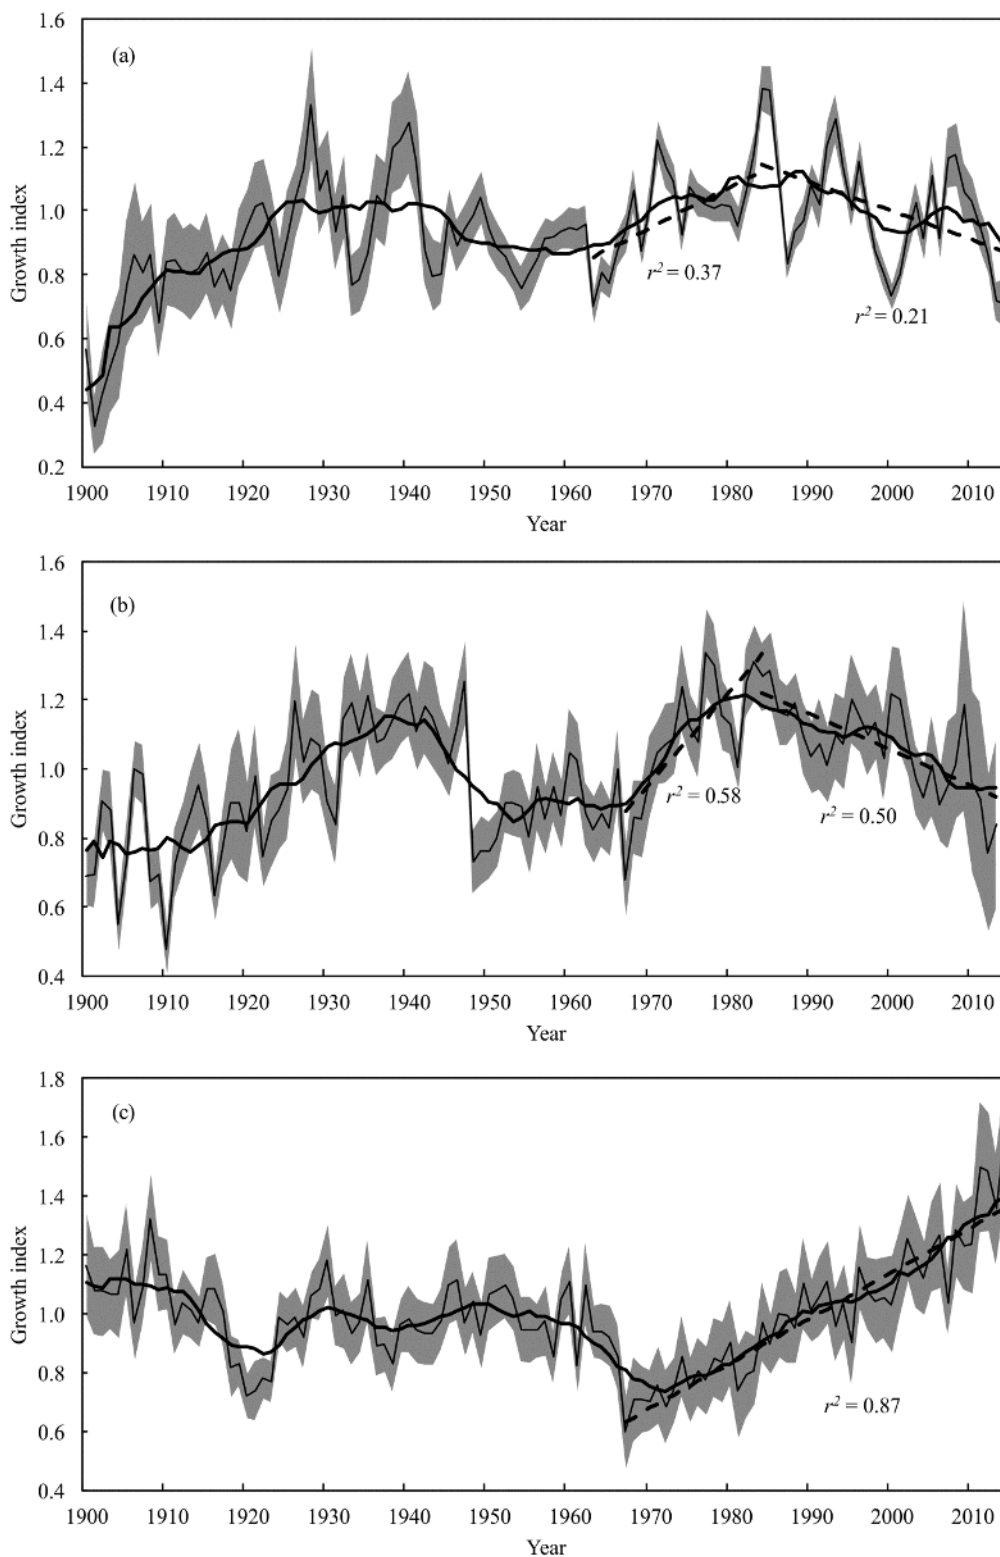 (a)
Growth index
1.6
1.4
1.2
1.0
0.8
0.6
0.4
0.2
r² = 0.37
r² = 0.21
1900 1910 1920 1930 1940 1950 1960 1970 1980 1990 2000 2010
Year
(b)
Growth index
1.6
1.4
1.2
1.0
0.8
0.6
0.4
r² = 0.58
r² = 0.50
1900 1910 1920 1930 1940 1950 1960 1970 1980 1990 2000 2010
Year
(c)
Growth index
1.8
1.6
1.4
1.2
1.0
0.8
0.6
0.4
r² = 0.87
1900 1910 1920 1930 1940 1950 1960 1970 1980 1990 2000 2010
Year